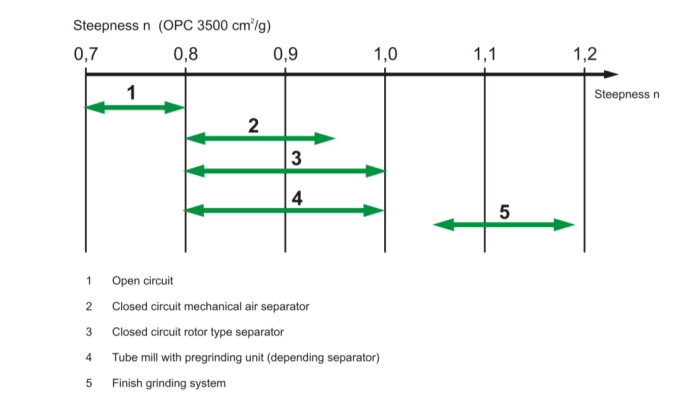 Steepness n (OPC 3500 cm²/g)
0,7 0,8 0,9 1,0 1,1 1,2
Steepness n
1
2
3
4
5
1 Open circuit
2 Closed circuit mechanical air separator
3 Closed circuit rotor type separator
4 Tube mill with pregrinding unit (depending separator)
5 Finish grinding system